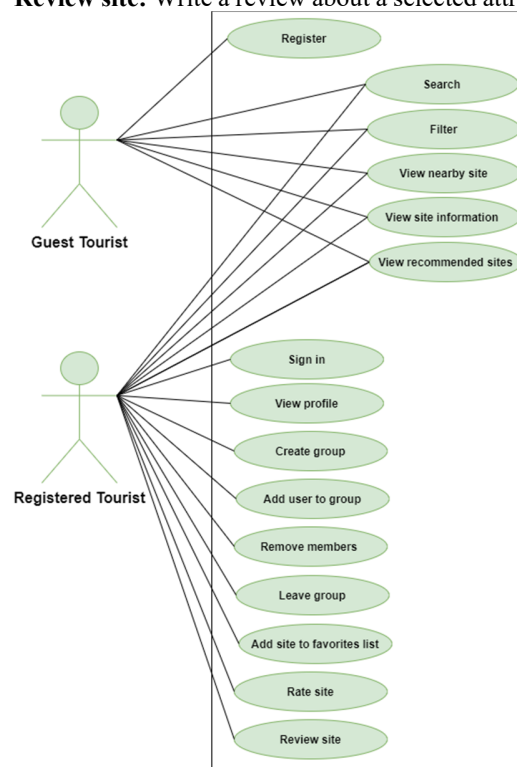 Review site: Write a review about a selected attr
Register
Search
Filter
View nearby site
View site information
View recommended sites
Guest Tourist
Sign in
View profile
Create group
Add user to group
Registered Tourist
Remove members
Leave group
Add site to favorites list
Rate site
Review site